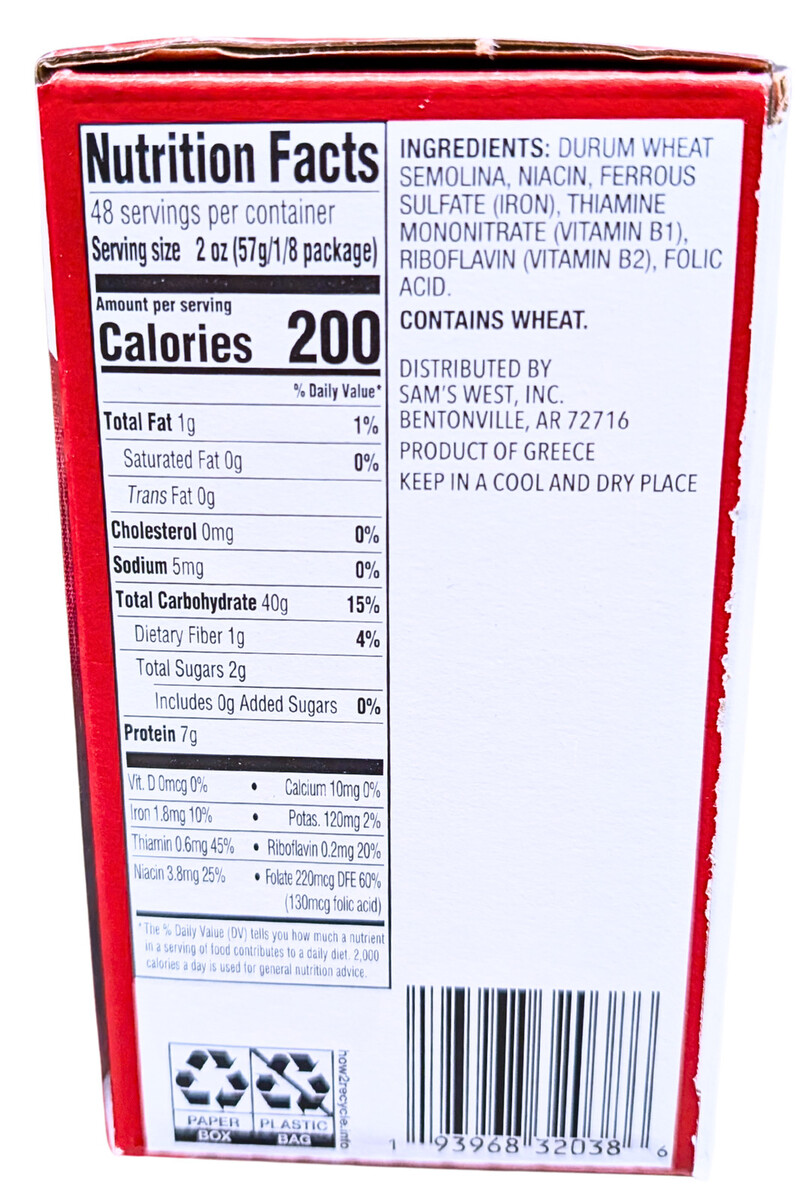 Nutrition Facts
48 servings per container
Serving size 2 oz (57g/1/8 package)
Amount per serving
Calories 200
% Daily Value*
Total Fat 1g 1%
Saturated Fat 0g 0%
Trans Fat 0g
Cholesterol 0mg 0%
Sodium 5mg 0%
Total Carbohydrate 40g 15%
Dietary Fiber 1g 4%
Total Sugars 2g
Includes 0g Added Sugars 0%
Protein 7g
Vit. D 0mcg 0% • Calcium 10mg 0%
Iron 1.8mg 10% • Potas. 120mg 2%
Thiamin 0.6mg 45% • Riboflavin 0.2mg 20%
Niacin 3.8mg 25% • Folate 220mcg DFE 60%
(130mcg folic acid)
*The % Daily Value (DV) tells you how much a nutrient
in a serving of food contributes to a daily diet. 2,000
calories a day is used for general nutrition advice.
INGREDIENTS: DURUM WHEAT
SEMOLINA, NIACIN, FERROUS
SULFATE (IRON), THIAMINE
MONONITRATE (VITAMIN B1),
RIBOFLAVIN (VITAMIN B2), FOLIC
ACID.
CONTAINS WHEAT.
DISTRIBUTED BY
SAM'S WEST, INC.
BENTONVILLE, AR 72716
PRODUCT OF GREECE
KEEP IN A COOL AND DRY PLACE
PAPER PLASTIC
BOX BAG
how2recycle.info
1 93968 32038 6